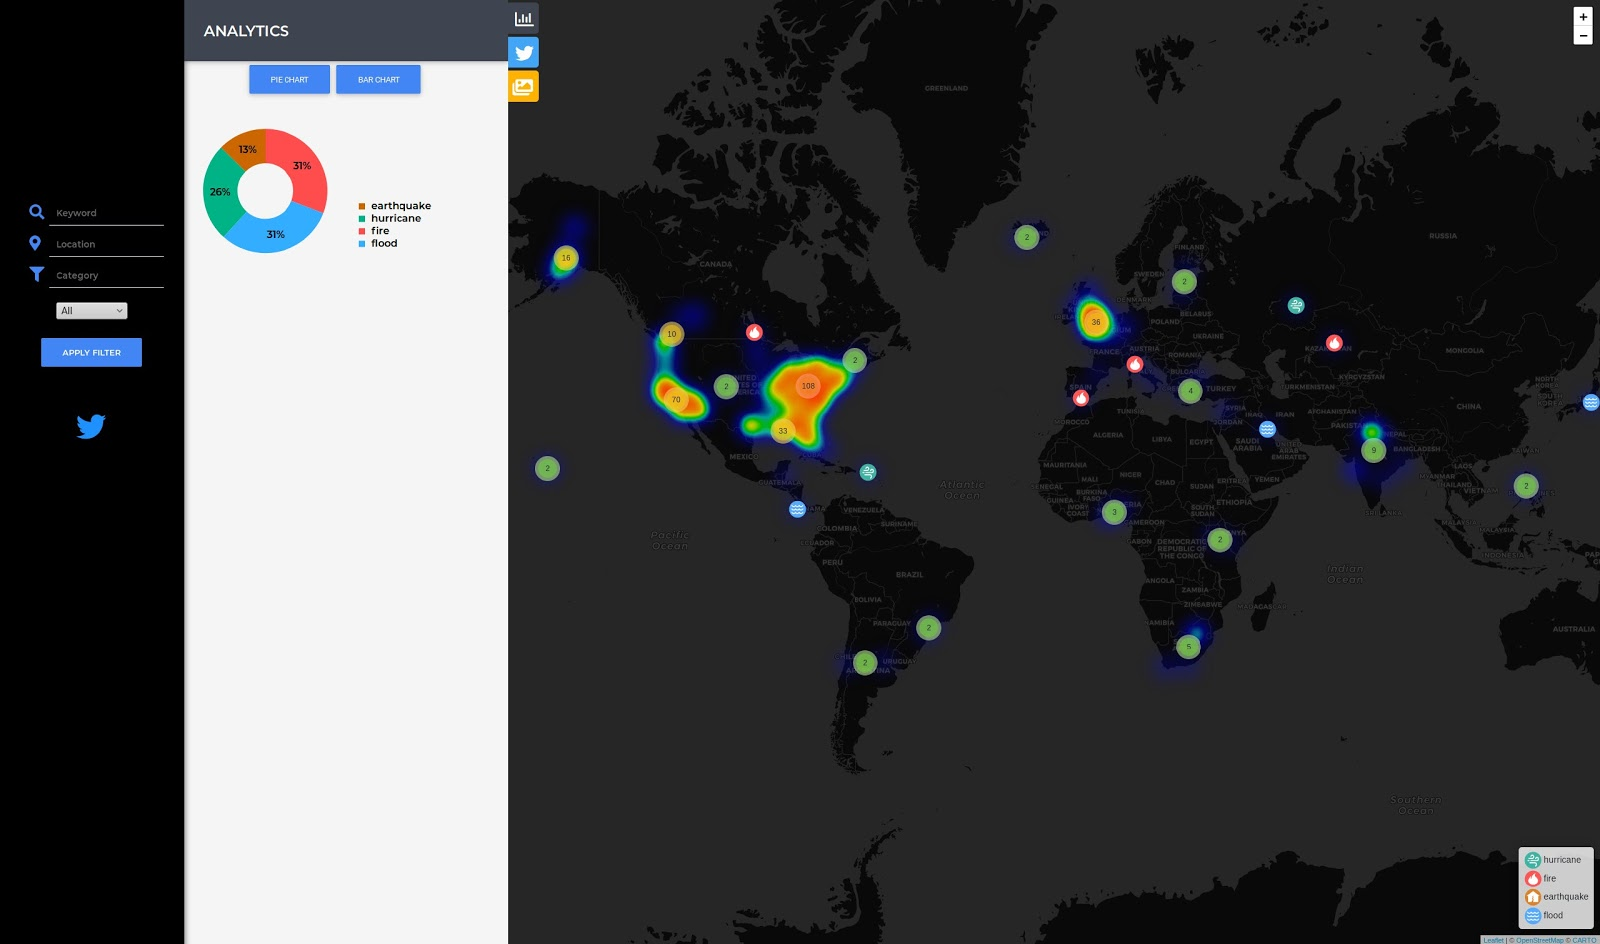 ANALYTICS
PIE CHART
BAR CHART
Keyword
Location
Category
All
APPLY FILTER
13%
31%
26%
31%
earthquake
hurricane
fire
flood
+
−
GREENLAND
RUSSIA
FINLAND
SWEDEN
CANADA
DENMARK
POLAND
BELARUS
UKRAINE
FRANCE
AUSTRIA
ROMANIA
MONGOLIA
KYRGYZSTAN
TURKMENISTAN
SPAIN
BULGARIA
TURKEY
NORTH
KOREA
SOUTH
KOREA
CHINA
SYRIA
IRAQ
IRAN
JORDAN
AFGHANISTAN
PAKISTAN
NEPAL
MOROCCO
TUNISIA
ALGERIA
LIBYA
EGYPT
SAUDI
ARABIA
UNITED
ARAB
EMIRATES
BANGLADESH
TAIWAN
MEXICO
GUATEMALA
MAURITANIA
MALI
NIGER
CHAD
SUDAN
ERITREA
YEMEN
MYANMAR
LAOS
THAILAND
VIETNAM
SENEGAL
GUINEA
BURKINA
FASO
IVORY
COAST
SOUTH
SUDAN
ETHIOPIA
CAMEROON
SRI LANKA
MALAYSIA
MALAYSIA
VENEZUELA
COLOMBIA
SURINAME
ECUADOR
GABON
DEMOCRATIC
REPUBLIC OF
THE CONGO
INDONESIA
PERU
BRAZIL
ANGOLA
ZAMBIA
ZIMBABWE
MADAGASCAR
NAMIBIA
BOLIVIA
PARAGUAY
URUGUAY
AUSTRALIA
Atlantic
Ocean
Pacific
Ocean
Indian
Ocean
Southern
Ocean
2
16
2
36
10
2
2
108
70
33
4
2
9
2
3
2
2
2
5
hurricane
fire
earthquake
flood
Leaflet | © OpenStreetMap © CARTO